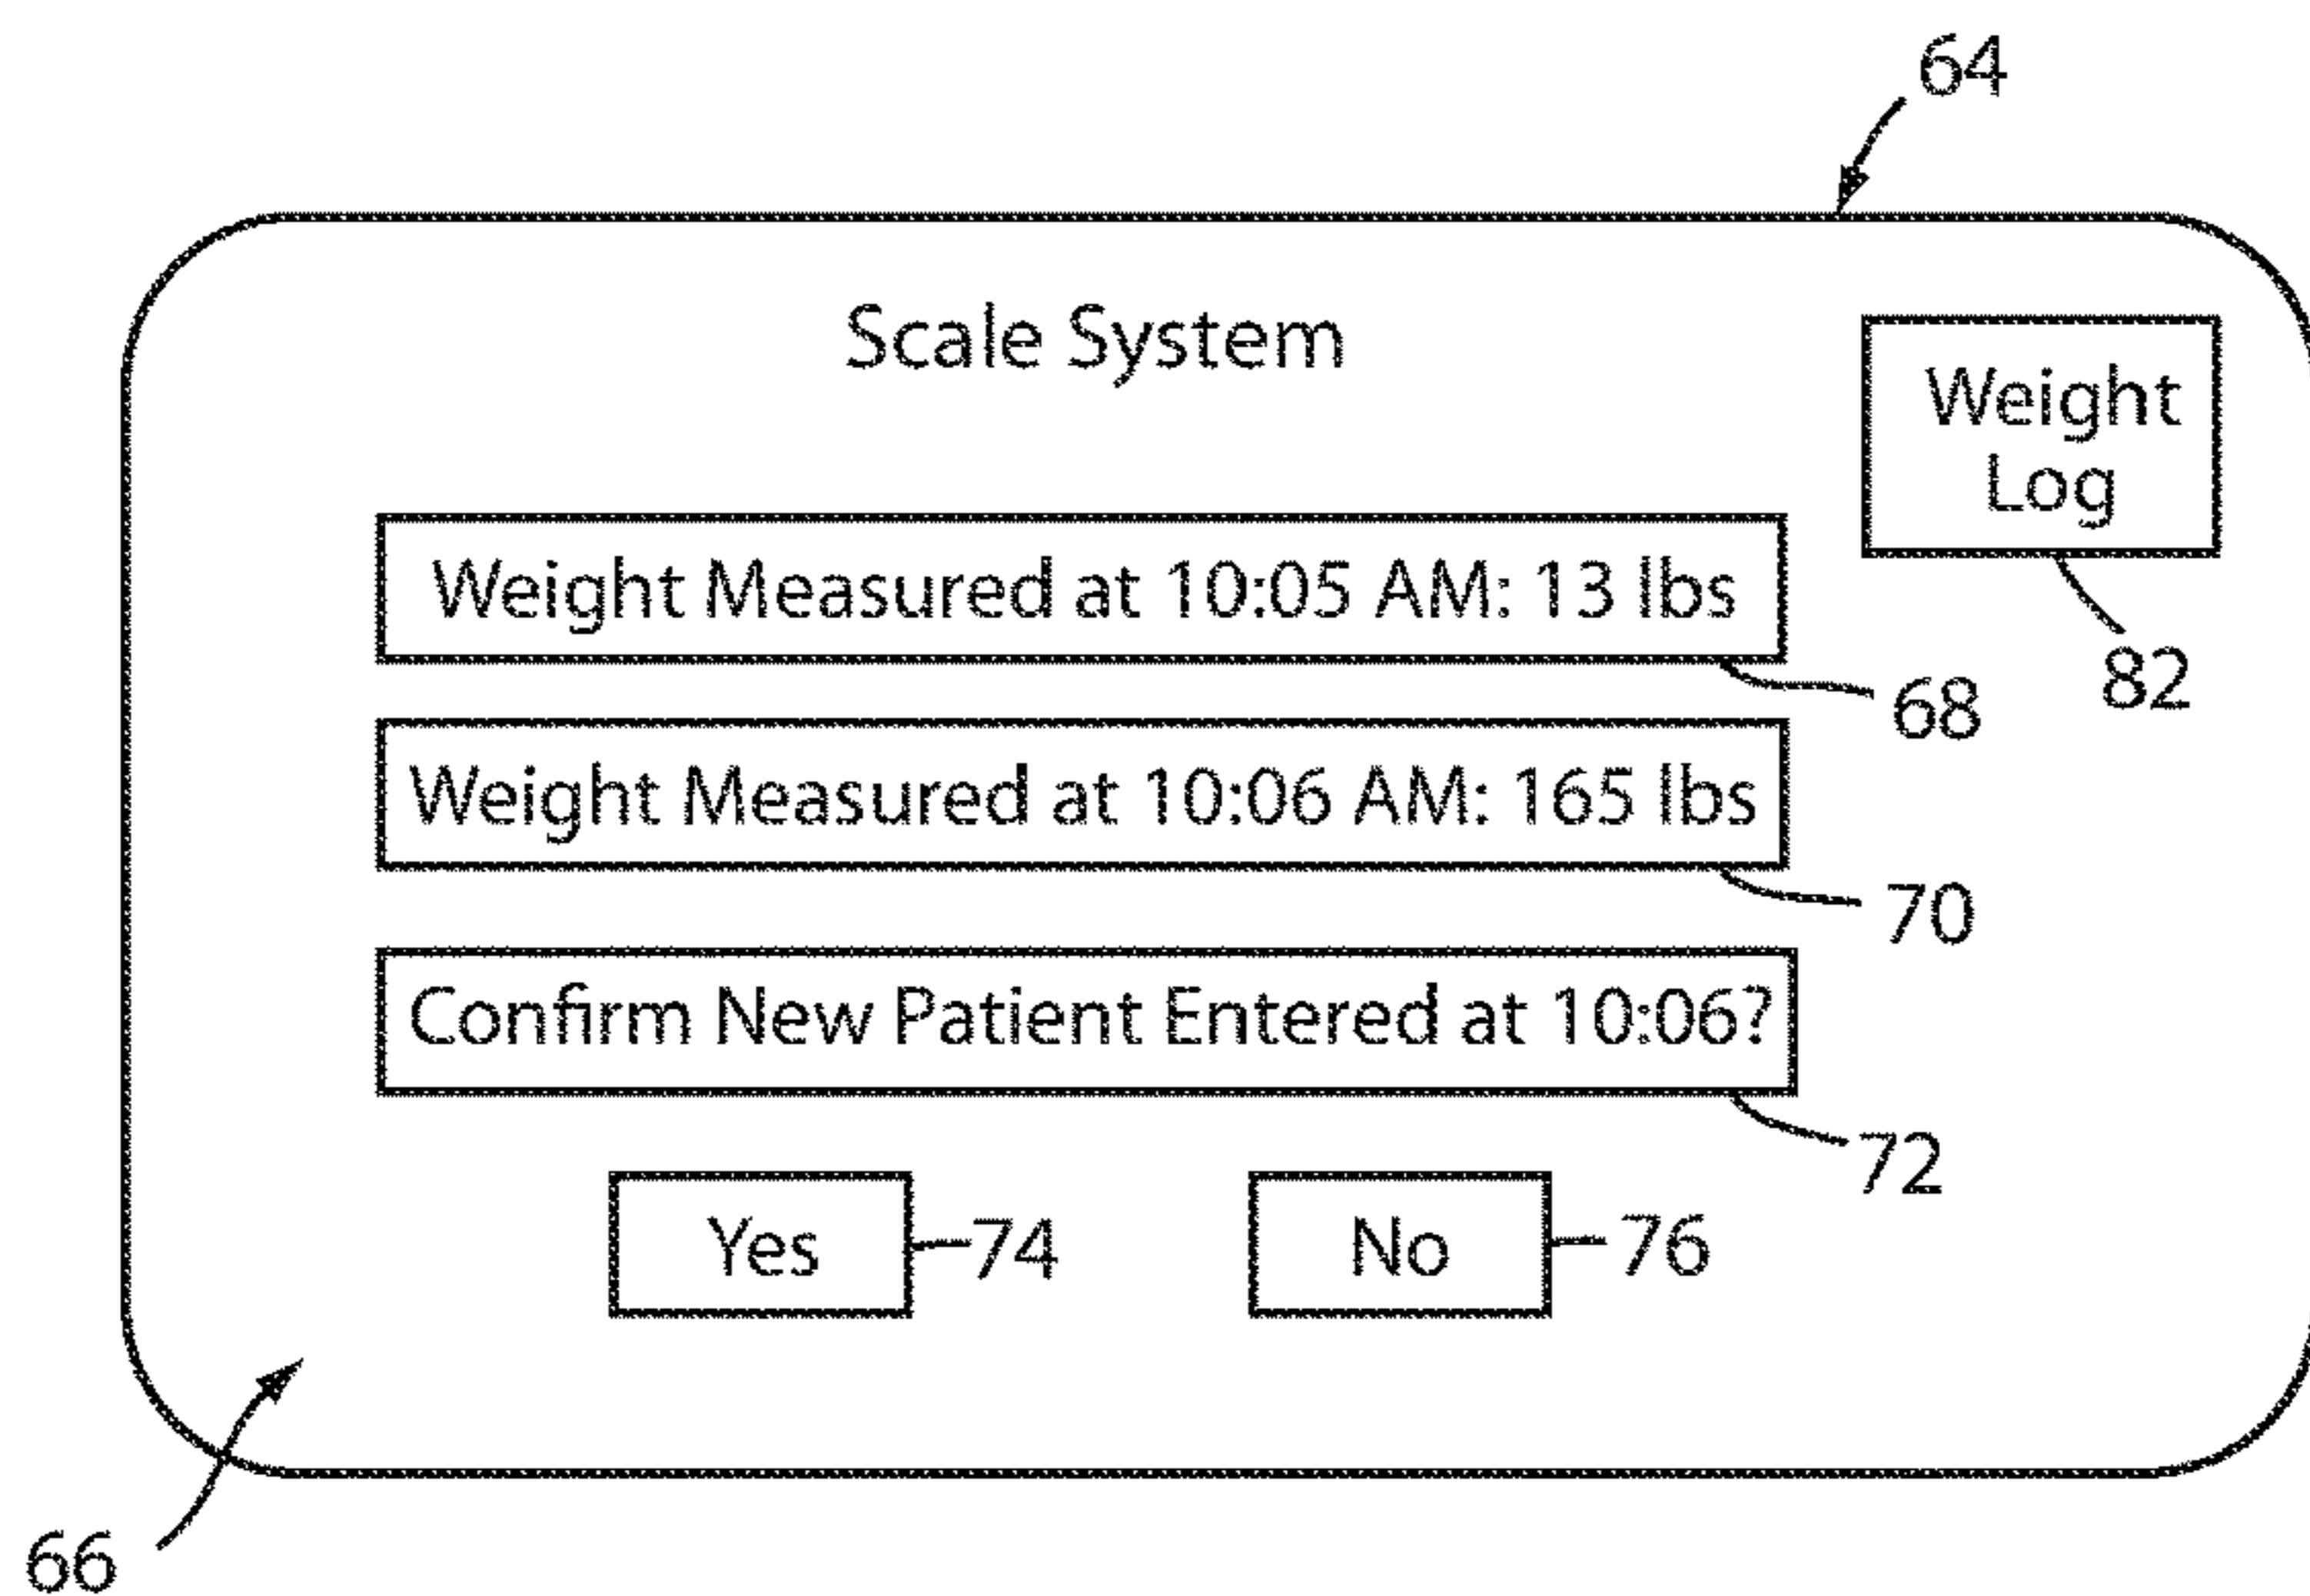 64
Scale System
Weight
Log
82
Weight Measured at 10:05 AM: 13 lbs
68
Weight Measured at 10:06 AM: 165 lbs
70
Confirm New Patient Entered at 10:06?
72
Yes
74
No
76
66